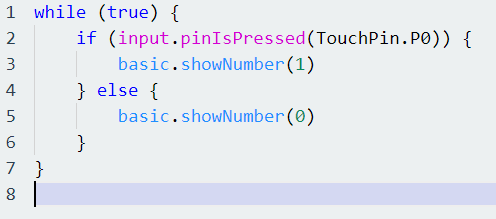 1 while (true) {
2     if (input.pinIsPressed(TouchPin.P0)) {
3         basic.showNumber(1)
4     } else {
5         basic.showNumber(0)
6     }
7 }
8